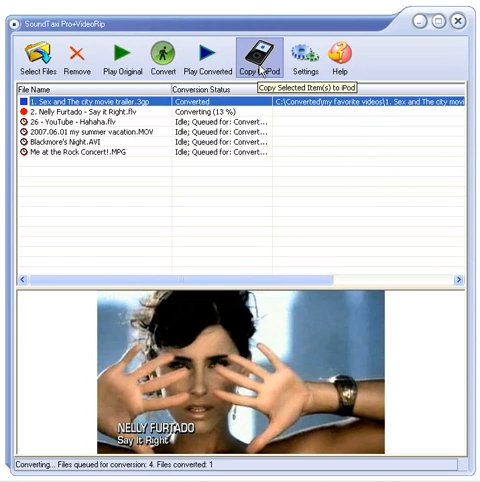 SoundTaxi Pro+VideoRip
Select Files Remove Play Original Convert Play Converted Copy iPod Settings Help
Copy Selected Item(s) to iPod
File Name Conversion Status
1. Sex and The city movie trailer.3gp Converted C:\Converted\my favorite videos\1. Sex and The city movi
2. Nelly Furtado - Say it Right.flv Converting (13 %)
26 - YouTube - Hahaha.flv Idle; Queued for: Convert...
2007.06.01 my summer vacation.MOV Idle; Queued for: Convert...
Blackmore's Night.AVI Idle; Queued for: Convert...
Me at the Rock Concert!.MPG Idle; Queued for: Convert...
NELLY FURTADO
Say it Right
Converting... Files queued for conversion: 4. Files converted: 1